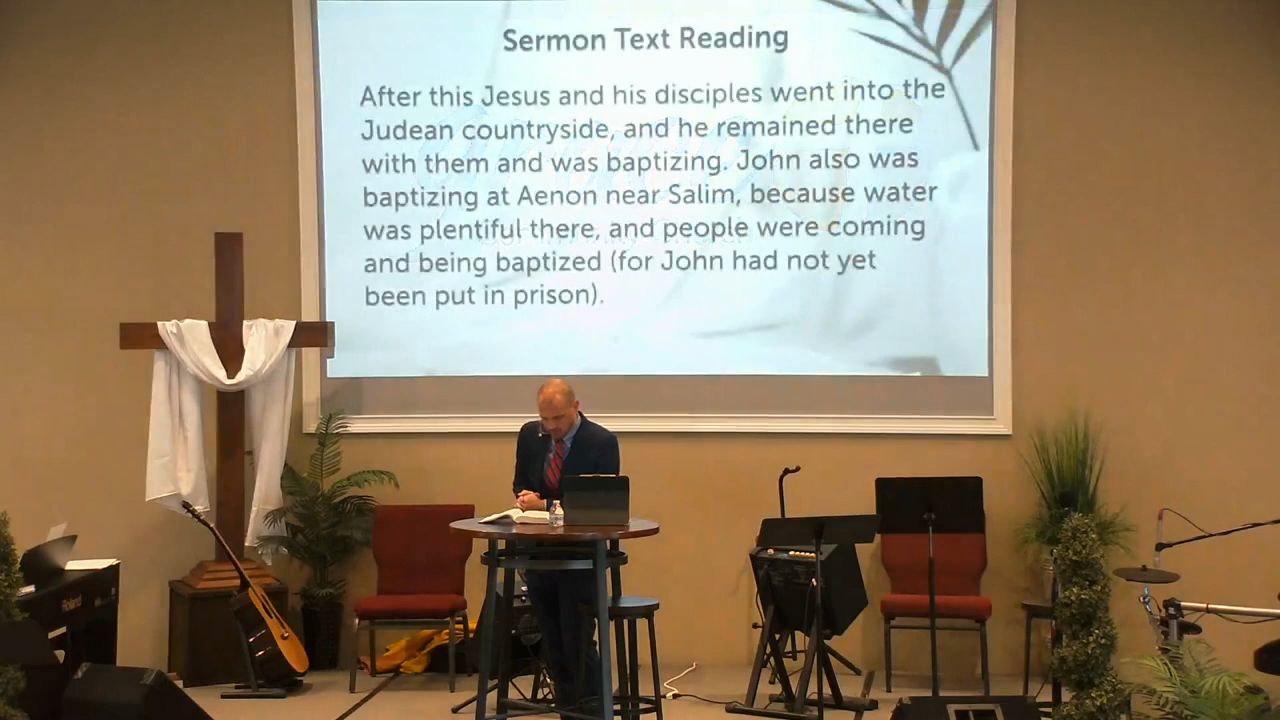 Sermon Text Reading
After this Jesus and his disciples went into the
Judean countryside, and he remained there
with them and was baptizing. John also was
baptizing at Aenon near Salim, because water
was plentiful there, and people were coming
and being baptized (for John had not yet
been put in prison).
Roland